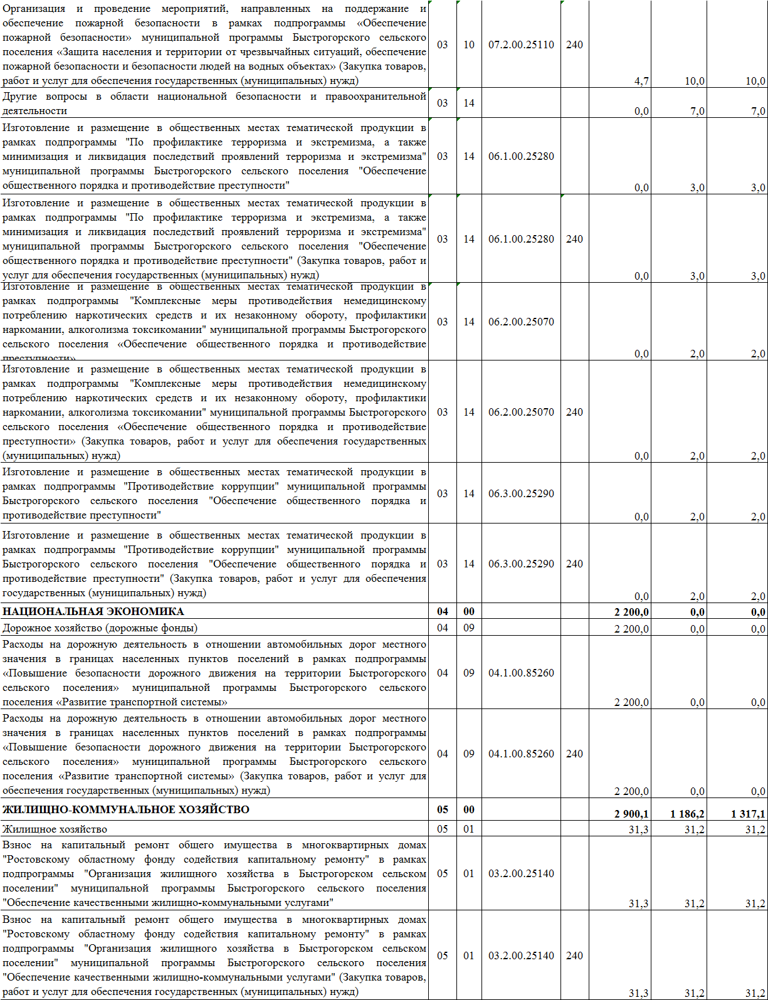 Организация и проведение мероприятий, направленных на поддержание и
обеспечение пожарной безопасности в рамках подпрограммы «Обеспечение
пожарной безопасности» муниципальной программы Быстрогорского сельского
поселения «Защита населения и территории от чрезвычайных ситуаций, обеспечение
пожарной безопасности и безопасности людей на водных объектах» (Закупка товаров,
работ и услуг для обеспечения государственных (муниципальных) нужд)
03 10 07.2.00.25110 240 4,7 10,0 10,0
Другие вопросы в области национальной безопасности и правоохранительной
деятельности
03 14 0,0 7,0 7,0
Изготовление и размещение в общественных местах тематической продукции в
рамках подпрограммы "По профилактике терроризма и экстремизма, а также
минимизация и ликвидация последствий проявлений терроризма и экстремизма"
муниципальной программы Быстрогорского сельского поселения "Обеспечение
общественного порядка и противодействие преступности"
03 14 06.1.00.25280 0,0 3,0 3,0
Изготовление и размещение в общественных местах тематической продукции в
рамках подпрограммы "По профилактике терроризма и экстремизма, а также
минимизация и ликвидация последствий проявлений терроризма и экстремизма"
муниципальной программы Быстрогорского сельского поселения "Обеспечение
общественного порядка и противодействие преступности" (Закупка товаров, работ и
услуг для обеспечения государственных (муниципальных) нужд)
03 14 06.1.00.25280 240 0,0 3,0 3,0
Изготовление и размещение в общественных местах тематической продукции в
рамках подпрограммы "Комплексные меры противодействия немедицинскому
потреблению наркотических средств и их незаконному обороту, профилактики
наркомании, алкоголизма токсикомании" муниципальной программы Быстрогорского
сельского поселения «Обеспечение общественного порядка и противодействие
преступности»
03 14 06.2.00.25070 0,0 2,0 2,0
Изготовление и размещение в общественных местах тематической продукции в
рамках подпрограммы "Комплексные меры противодействия немедицинскому
потреблению наркотических средств и их незаконному обороту, профилактики
наркомании, алкоголизма токсикомании" муниципальной программы Быстрогорского
сельского поселения «Обеспечение общественного порядка и противодействие
преступности» (Закупка товаров, работ и услуг для обеспечения государственных
(муниципальных) нужд)
03 14 06.2.00.25070 240 0,0 2,0 2,0
Изготовление и размещение в общественных местах тематической продукции в
рамках подпрограммы "Противодействие коррупции" муниципальной программы
Быстрогорского сельского поселения "Обеспечение общественного порядка и
противодействие преступности"
03 14 06.3.00.25290 0,0 2,0 2,0
Изготовление и размещение в общественных местах тематической продукции в
рамках подпрограммы "Противодействие коррупции" муниципальной программы
Быстрогорского сельского поселения "Обеспечение общественного порядка и
противодействие преступности" (Закупка товаров, работ и услуг для обеспечения
государственных (муниципальных) нужд)
03 14 06.3.00.25290 240 0,0 2,0 2,0
НАЦИОНАЛЬНАЯ ЭКОНОМИКА 04 00 2 200,0 0,0 0,0
Дорожное хозяйство (дорожные фонды) 04 09 2 200,0 0,0 0,0
Расходы на дорожную деятельность в отношении автомобильных дорог местного
значения в границах населенных пунктов поселений в рамках подпрограммы
«Повышение безопасности дорожного движения на территории Быстрогорского
сельского поселения» муниципальной программы Быстрогорского сельского
поселения «Развитие транспортной системы»
04 09 04.1.00.85260 2 200,0 0,0 0,0
Расходы на дорожную деятельность в отношении автомобильных дорог местного
значения в границах населенных пунктов поселений в рамках подпрограммы
«Повышение безопасности дорожного движения на территории Быстрогорского
сельского поселения» муниципальной программы Быстрогорского сельского
поселения «Развитие транспортной системы» (Закупка товаров, работ и услуг для
обеспечения государственных (муниципальных) нужд)
04 09 04.1.00.85260 240 2 200,0 0,0 0,0
ЖИЛИЩНО-КОММУНАЛЬНОЕ ХОЗЯЙСТВО 05 00 2 900,1 1 186,2 1 317,1
Жилищное хозяйство 05 01 31,3 31,2 31,2
Взнос на капитальный ремонт общего имущества в многоквартирных домах
"Ростовскому областному фонду содействия капитальному ремонту" в рамках
подпрограммы "Организация жилищного хозяйства в Быстрогорском сельском
поселении" муниципальной программы Быстрогорского сельского поселения
"Обеспечение качественными жилищно-коммунальными услугами"
05 01 03.2.00.25140 31,3 31,2 31,2
Взнос на капитальный ремонт общего имущества в многоквартирных домах
"Ростовскому областному фонду содействия капитальному ремонту" в рамках
подпрограммы "Организация жилищного хозяйства в Быстрогорском сельском
поселении" муниципальной программы Быстрогорского сельского поселения
"Обеспечение качественными жилищно-коммунальными услугами" (Закупка товаров,
работ и услуг для обеспечения государственных (муниципальных) нужд)
05 01 03.2.00.25140 240 31,3 31,2 31,2